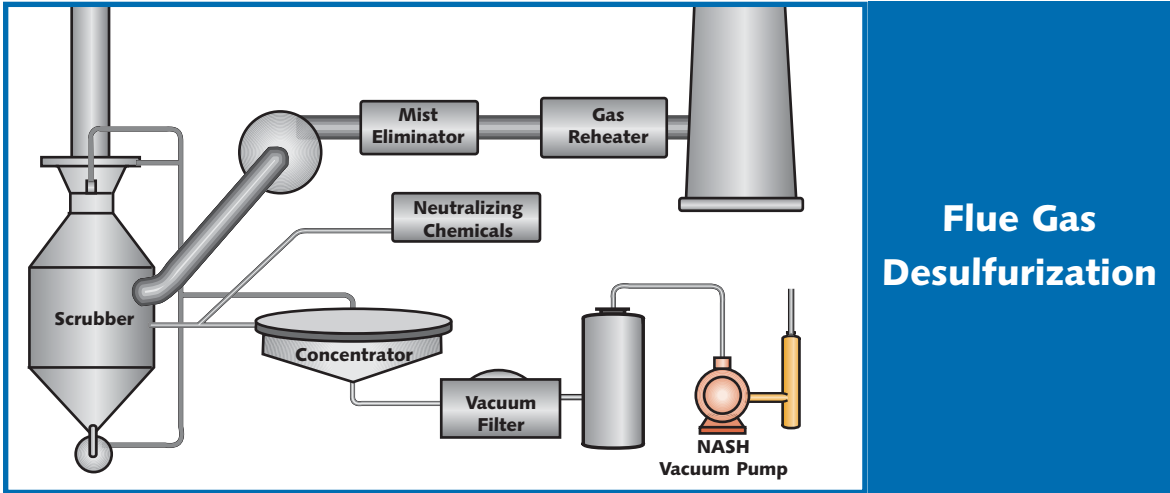 Mist
Eliminator
Gas
Reheater
Neutralizing
Chemicals
Scrubber
Concentrator
Vacuum
Filter
NASH
Vacuum Pump
Flue Gas
Desulfurization